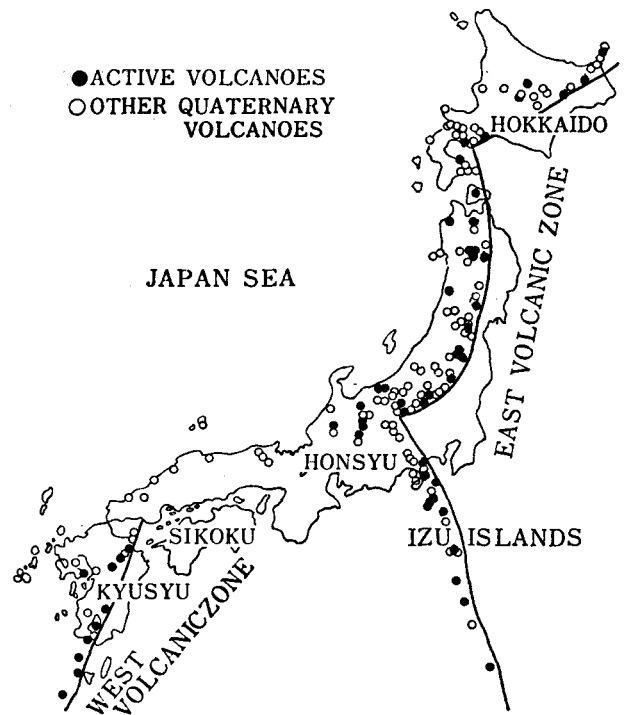 ACTIVE VOLCANOES
OTHER QUATERNARY
VOLCANOES
HOKKAIDO
JAPAN SEA
EAST VOLCANIC ZONE
HONSYU
SIKOKU
IZU ISLANDS
KYUSYU
WEST
VOLCANICZONE